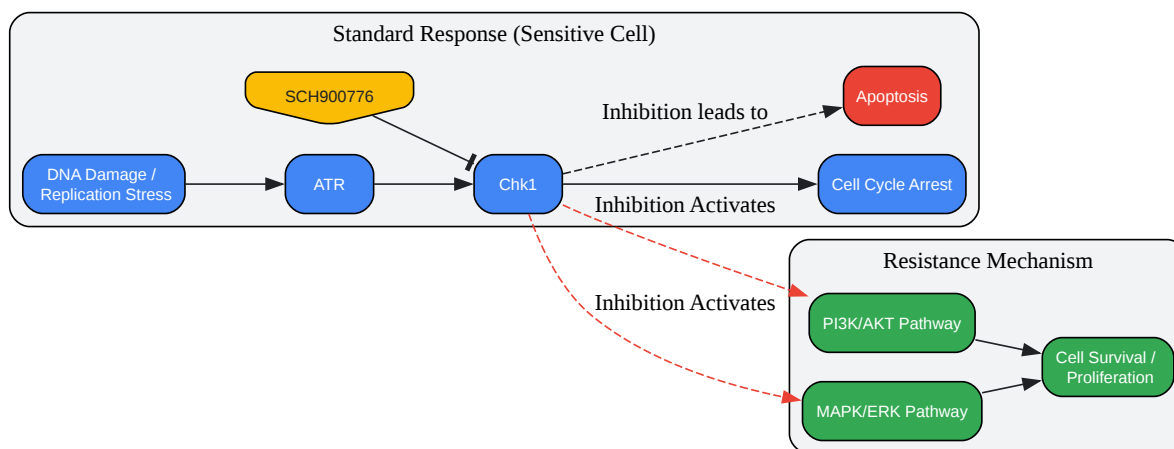 Standard Response (Sensitive Cell)
SCH900776
Inhibition leads to
Apoptosis
DNA Damage /
Replication Stress
ATR
Chk1
Cell Cycle Arrest
Inhibition Activates
Resistance Mechanism
Inhibition Activates
PI3K/AKT Pathway
Cell Survival /
Proliferation
MAPK/ERK Pathway